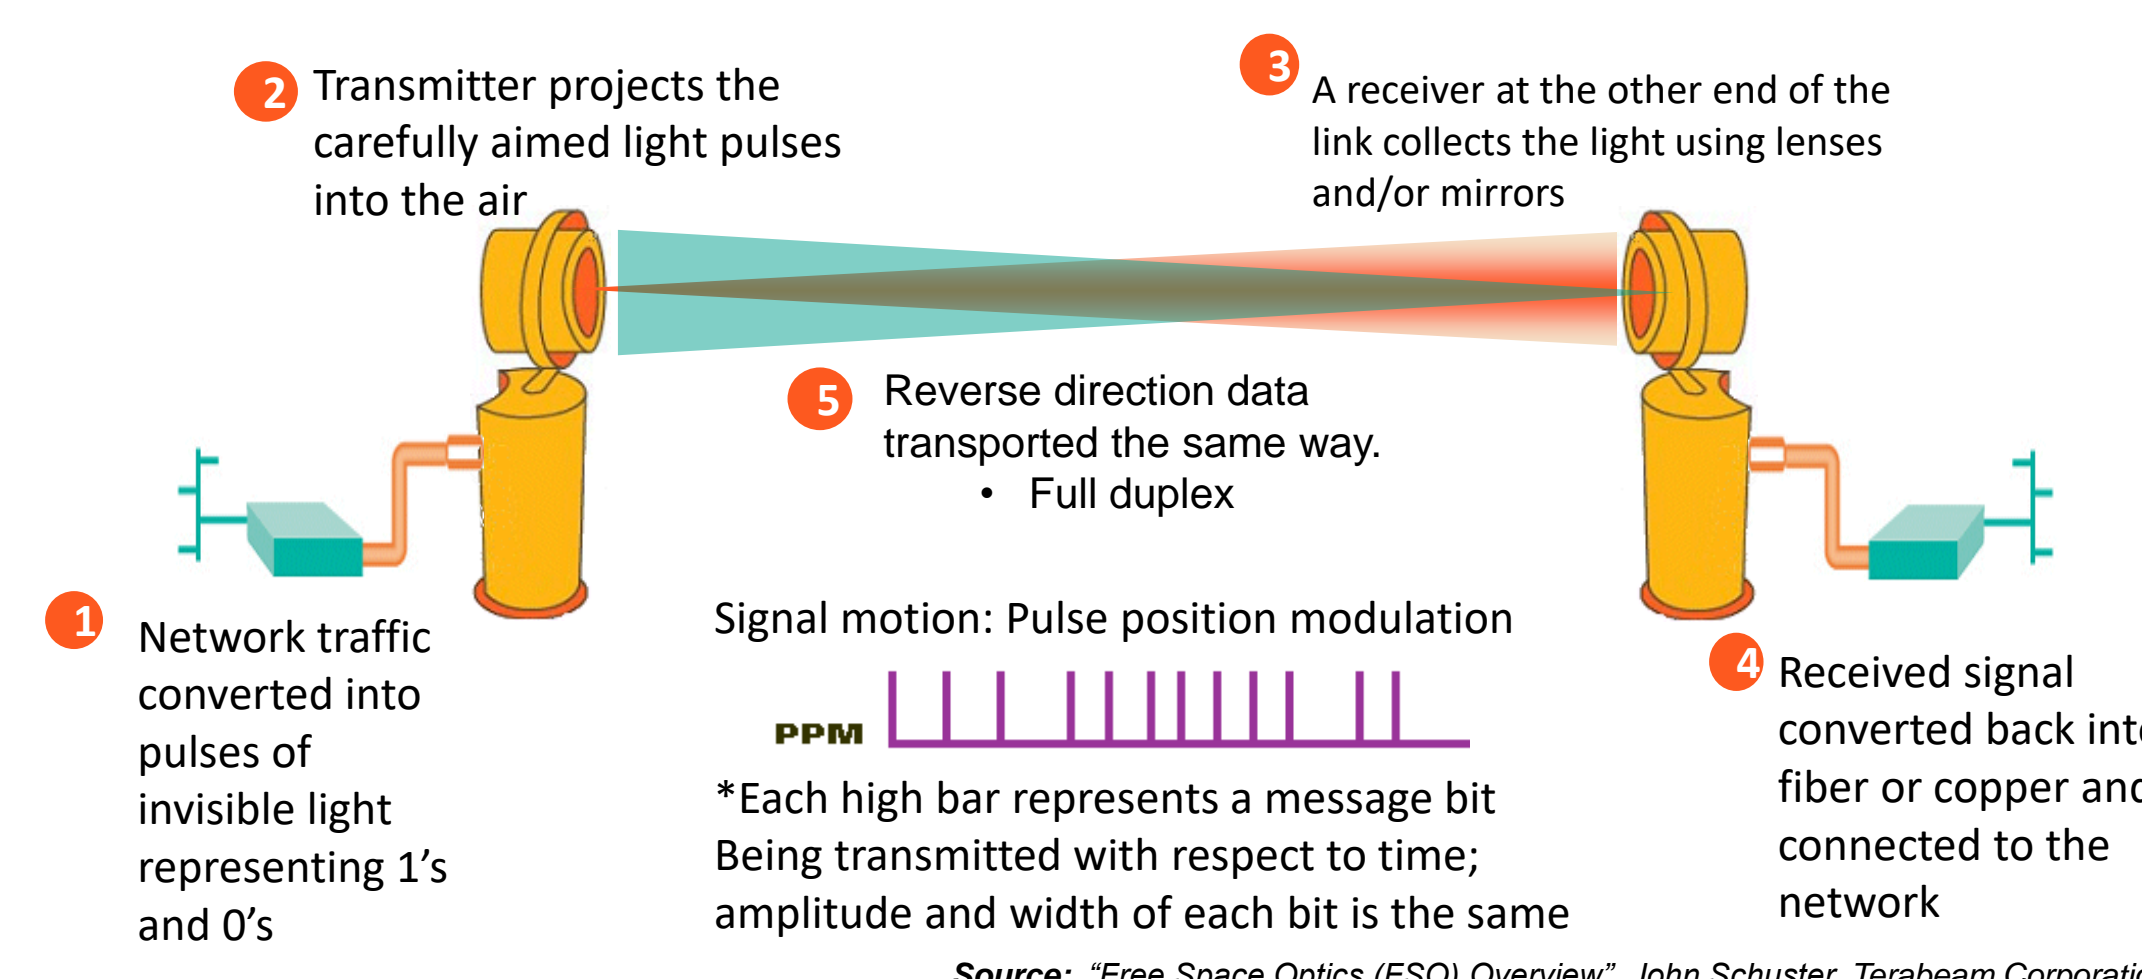 2 Transmitter projects the
carefully aimed light pulses
into the air
3
A receiver at the other end of the
link collects the light using lenses
and/or mirrors
5 Reverse direction data
transported the same way.
• Full duplex
1
Network traffic
converted into
pulses of
invisible light
representing 1’s
and 0’s
Signal motion: Pulse position modulation
PPM
*Each high bar represents a message bit
Being transmitted with respect to time;
amplitude and width of each bit is the same
4 Received signal
converted back int
fiber or copper and
connected to the
network
Source: “Free Space Optics (FSO) Overview”, John Schuster, Terabeam Corporati